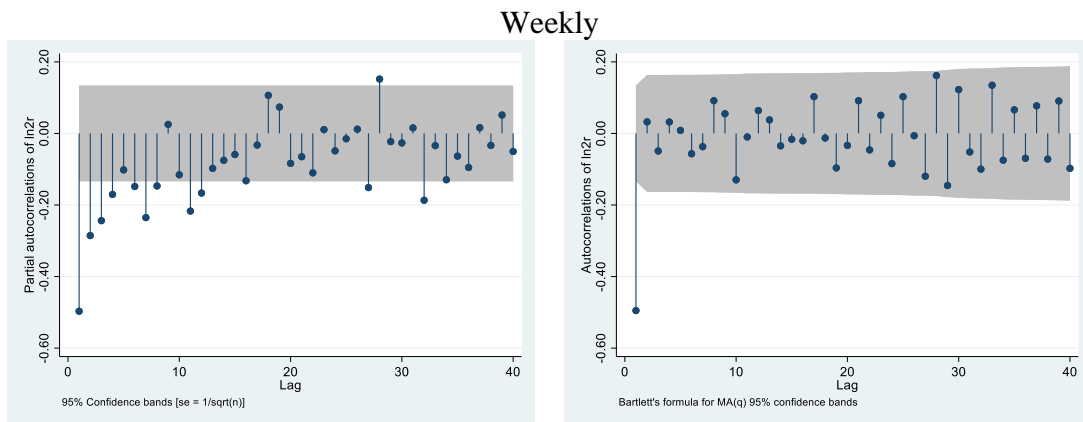 Weekly
Partial autocorrelations of ln2r
0.20
0.00
-0.20
-0.40
-0.60
0 10 20 30 40
Lag
95% Confidence bands [se = 1/sqrt(n)]
Autocorrelations of ln2r
0.20
0.00
-0.20
-0.40
-0.60
0 10 20 30 40
Lag
Bartlett's formula for MA(q) 95% confidence bands